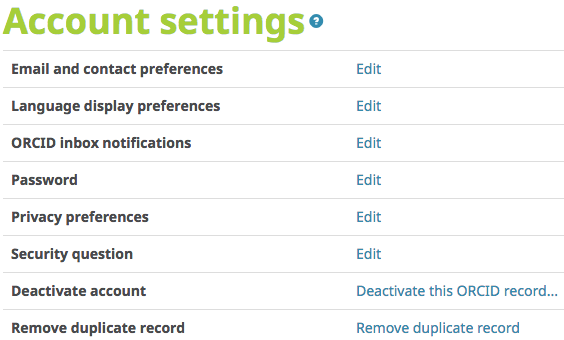 Account settings ?
Email and contact preferences Edit
Language display preferences Edit
ORCID inbox notifications Edit
Password Edit
Privacy preferences Edit
Security question Edit
Deactivate account Deactivate this ORCID record...
Remove duplicate record Remove duplicate record